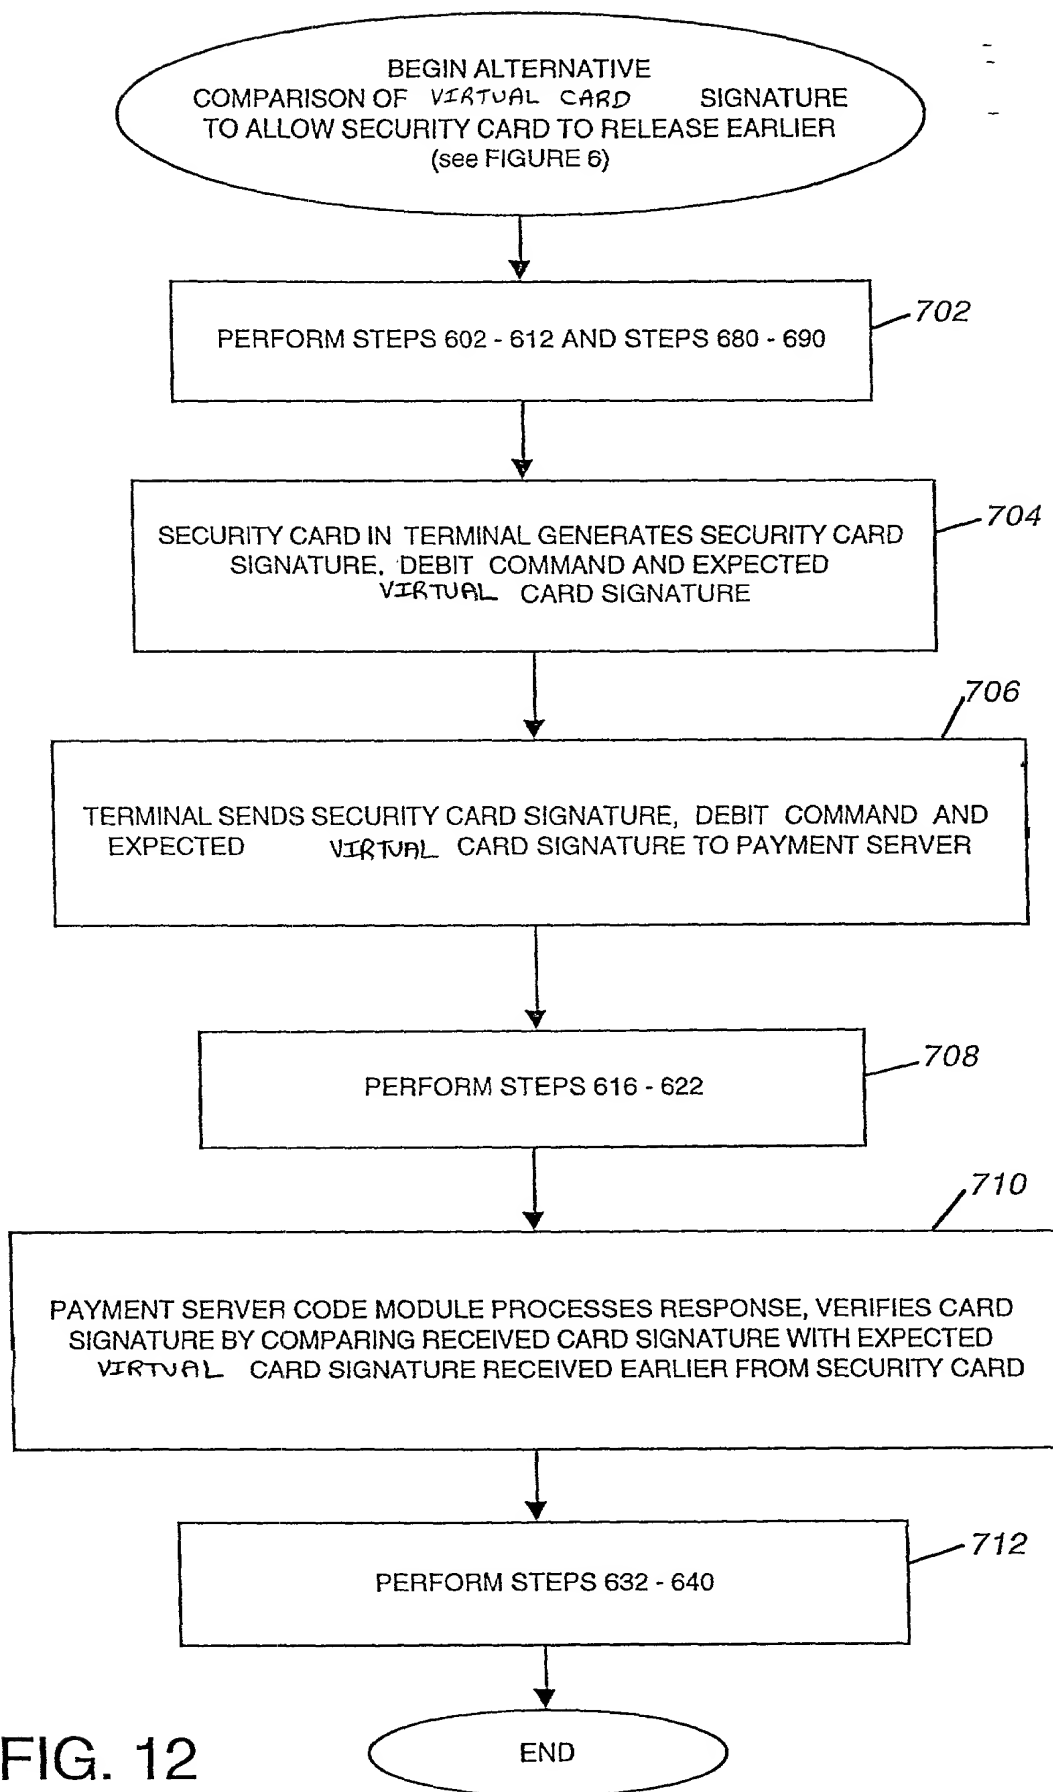 BEGIN ALTERNATIVE
COMPARISON OF VIRTUAL CARD SIGNATURE
TO ALLOW SECURITY CARD TO RELEASE EARLIER
(see FIGURE 6)
702
PERFORM STEPS 602 - 612 AND STEPS 680 - 690
704
SECURITY CARD IN TERMINAL GENERATES SECURITY CARD
SIGNATURE, DEBIT COMMAND AND EXPECTED
VIRTUAL CARD SIGNATURE
706
TERMINAL SENDS SECURITY CARD SIGNATURE, DEBIT COMMAND AND
EXPECTED VIRTUAL CARD SIGNATURE TO PAYMENT SERVER
708
PERFORM STEPS 616 - 622
710
PAYMENT SERVER CODE MODULE PROCESSES RESPONSE, VERIFIES CARD
SIGNATURE BY COMPARING RECEIVED CARD SIGNATURE WITH EXPECTED
VIRTUAL CARD SIGNATURE RECEIVED EARLIER FROM SECURITY CARD
712
PERFORM STEPS 632 - 640
END
FIG. 12